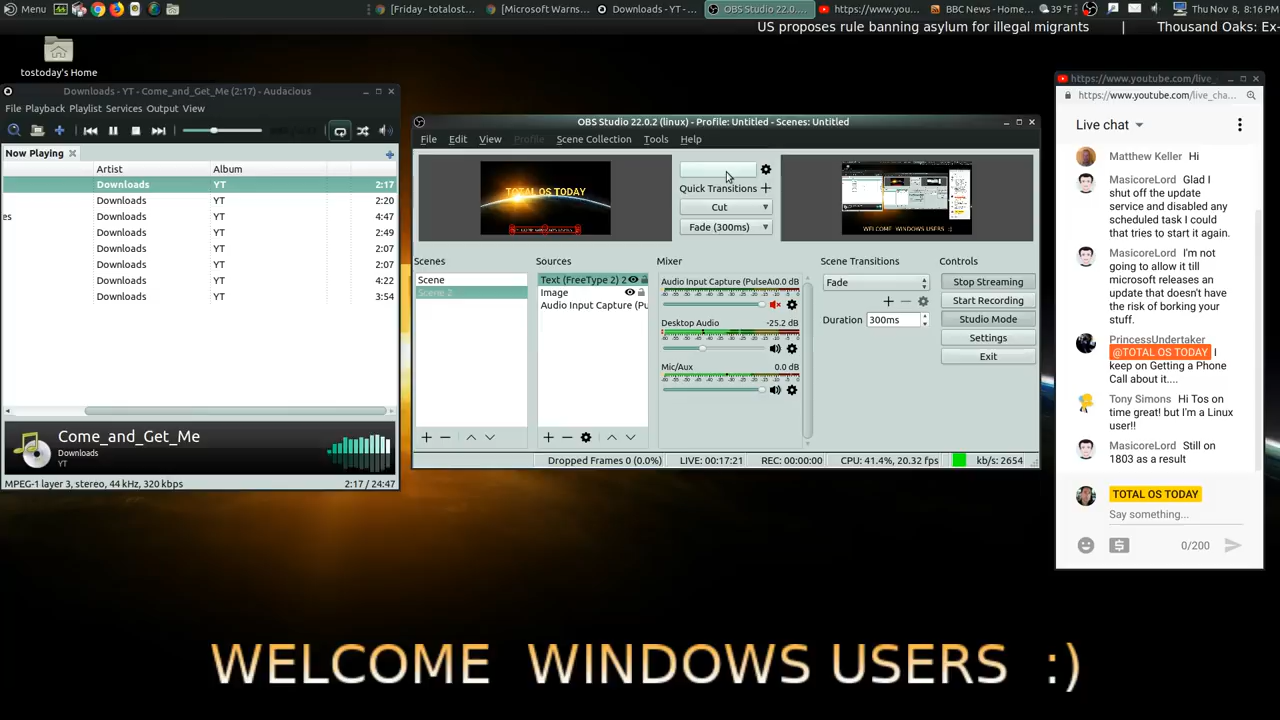 Menu
[Friday - totalost...
[Microsoft Warns...
Downloads - YT - ...
OBS Studio 22.0....
https://www.you...
BBC News - Home...
39°F
Thu Nov 8, 8:16 PM
US proposes rule banning asylum for illegal migrants | Thousand Oaks: Ex-
tostoday's Home
Downloads - YT - Come_and_Get_Me (2:17) - Audacious
File Playback Playlist Services Output View
Now Playing
Artist Album
Downloads YT 2:17
Downloads YT 2:20
es Downloads YT 4:47
Downloads YT 2:49
Downloads YT 2:07
Downloads YT 2:07
Downloads YT 4:22
Downloads YT 3:54
Come_and_Get_Me
Downloads
YT
MPEG-1 layer 3, stereo, 44 kHz, 320 kbps 2:17 / 24:47
OBS Studio 22.0.2 (linux) - Profile: Untitled - Scenes: Untitled
File Edit View Profile Scene Collection Tools Help
TOTAL OS TODAY
Quick Transitions
Cut
Fade (300ms)
WELCOME WINDOWS USERS :)
Scenes
Scene
Scene 2
Sources
Text (FreeType 2) 2
Image
Audio Input Capture (Pu
Mixer
Audio Input Capture (PulseAu 0.0 dB
Desktop Audio -25.2 dB
Mic/Aux 0.0 dB
Scene Transitions
Fade
Duration 300ms
Controls
Stop Streaming
Start Recording
Studio Mode
Settings
Exit
Dropped Frames 0 (0.0%) LIVE: 00:17:21 REC: 00:00:00 CPU: 41.4%, 20.32 fps kb/s: 2654
https://www.youtube.com/live_
https://www.youtube.com/live_cha...
Live chat
Matthew Keller Hi
MasicoreLord Glad I
shut off the update
service and disabled any
scheduled task I could
that tries to start it again.
MasicoreLord I'm not
going to allow it till
microsoft releases an
update that doesn't have
the risk of borking your
stuff.
PrincessUndertaker
@TOTAL OS TODAY I
keep on Getting a Phone
Call about it....
Tony Simons Hi Tos on
time great! but I'm a Linux
user!!
MasicoreLord Still on
1803 as a result
TOTAL OS TODAY
Say something...
0/200
WELCOME WINDOWS USERS :)